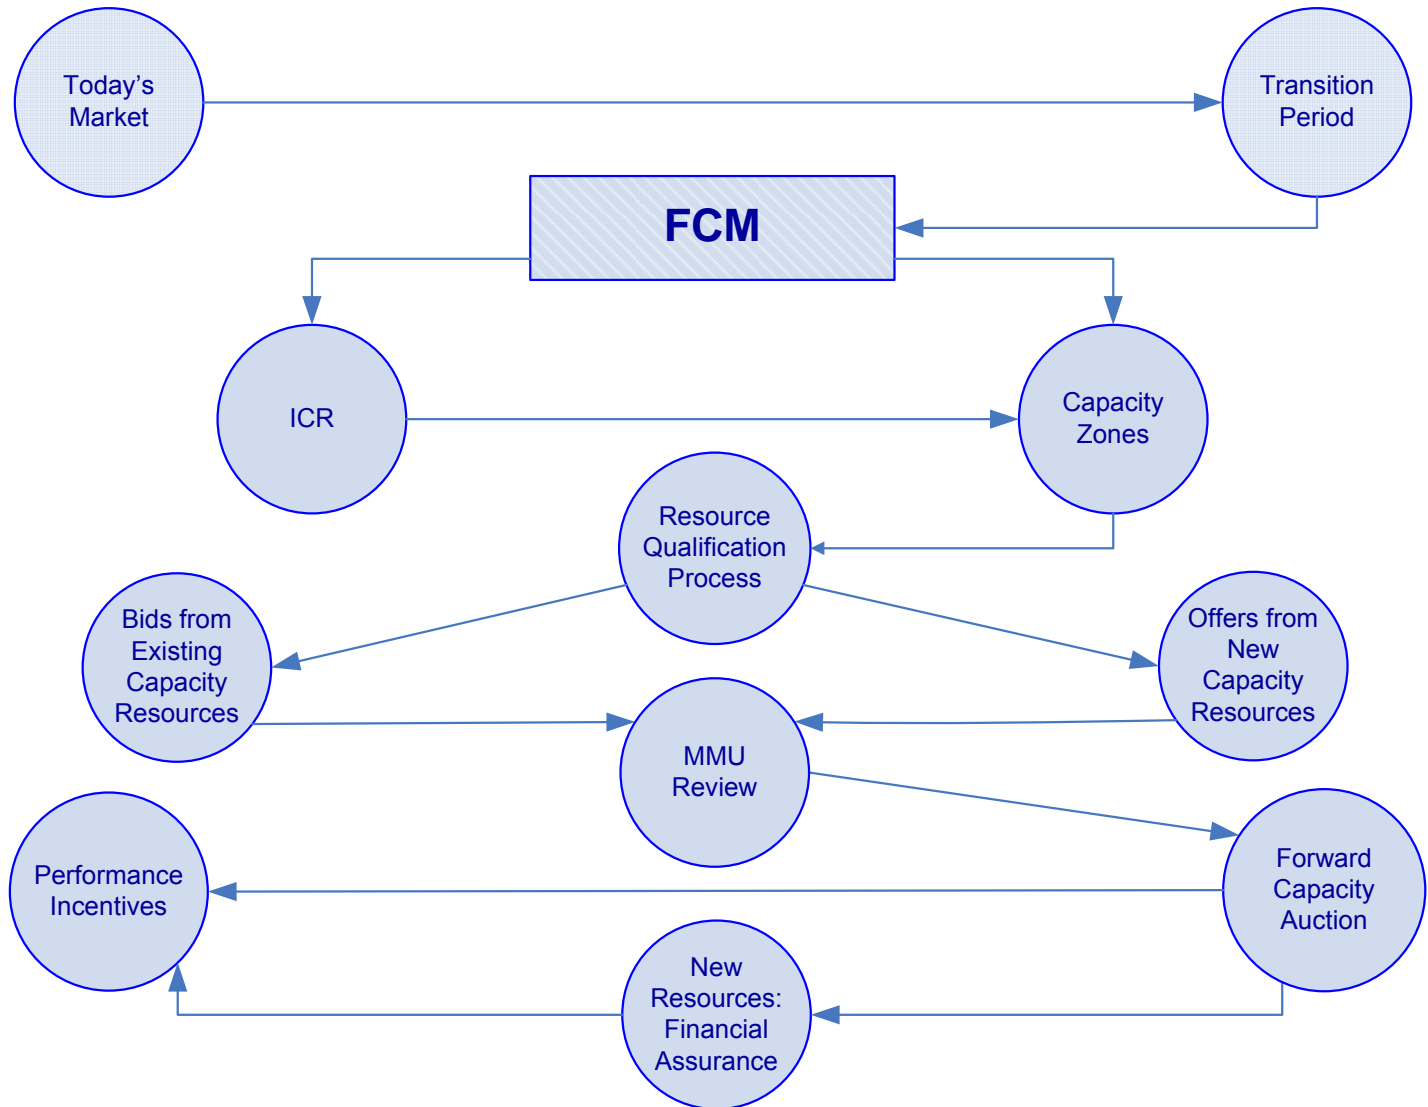 Today’s
Market
Transition
Period
FCM
ICR
Capacity
Zones
Resource
Qualification
Process
Bids from
Existing
Capacity
Resources
Offers from
New
Capacity
Resources
MMU
Review
Performance
Incentives
Forward
Capacity
Auction
New
Resources:
Financial
Assurance